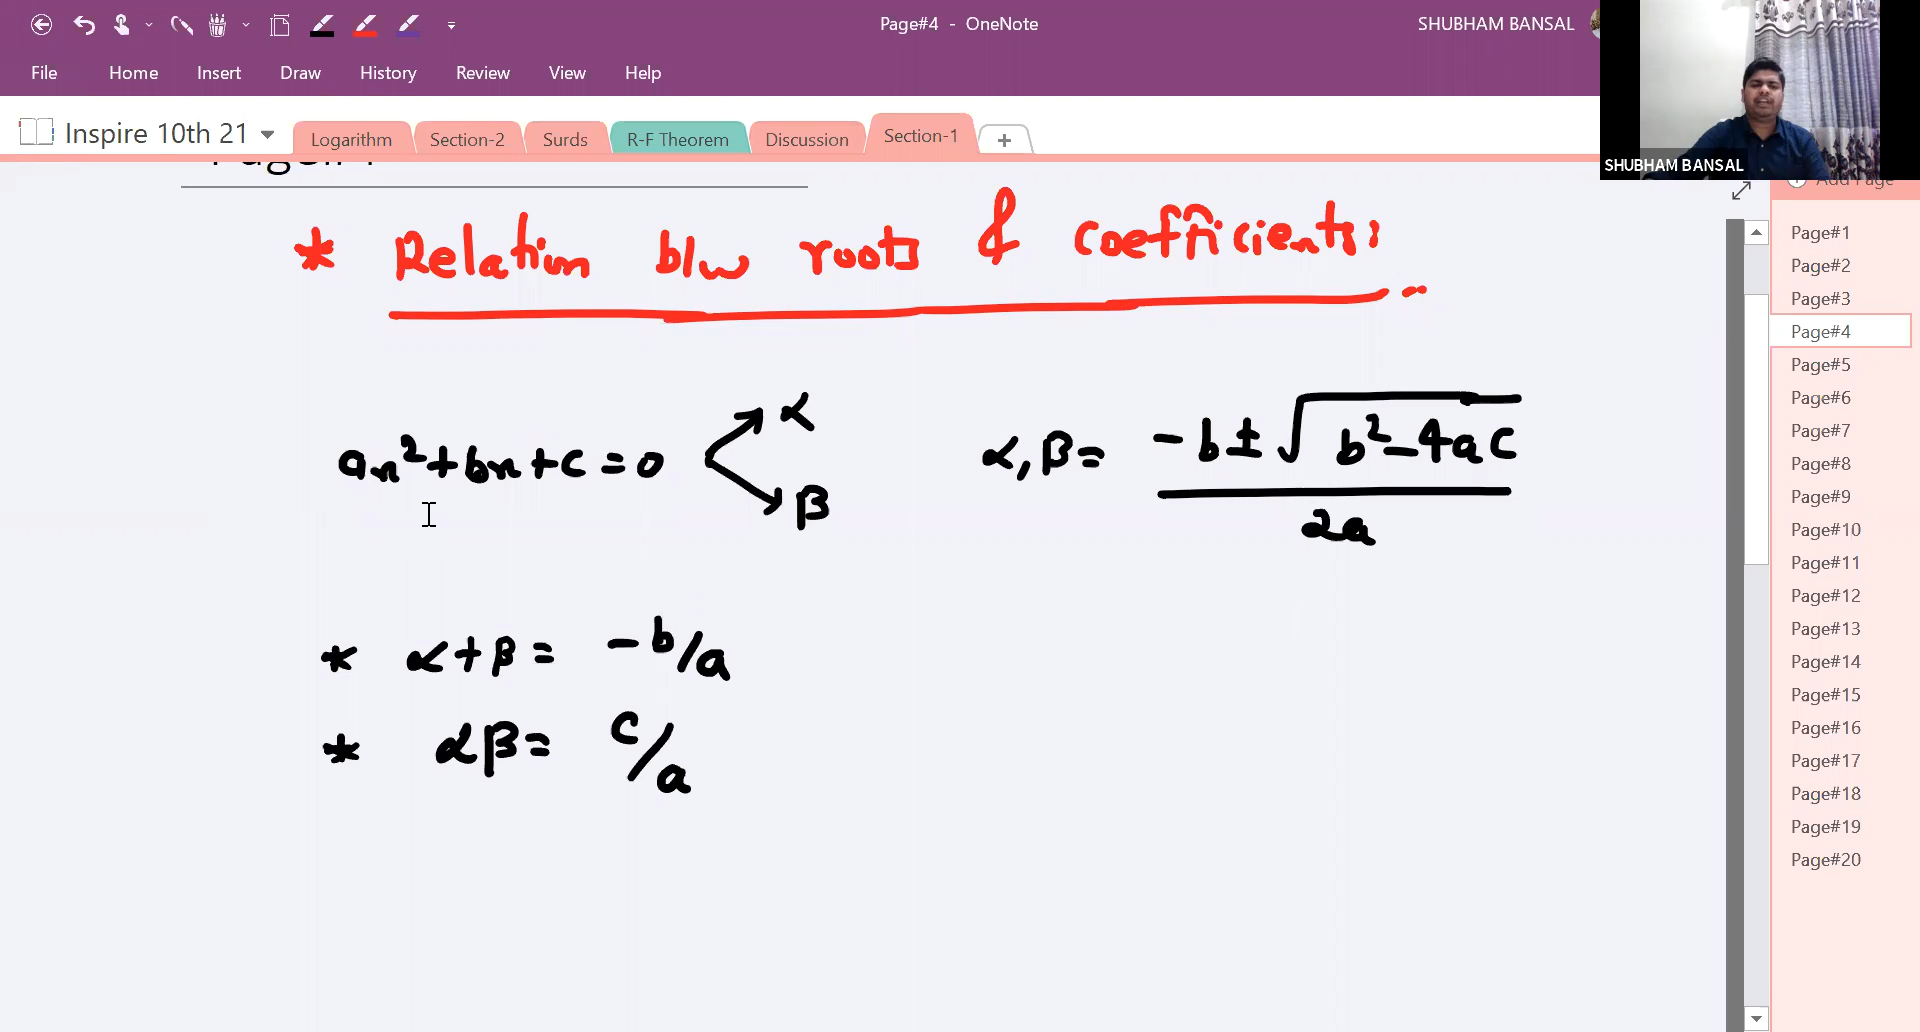 Page#4 - OneNote
SHUBHAM BANSAL
File Home Insert Draw History Review View Help
SHUBHAM BANSAL
Inspire 10th 21
Logarithm Section-2 Surds R-F Theorem Discussion Section-1 +
Add Page
* Relation b/w roots & coefficients:
ax²+bx+c=0
α
β
α,β= -b±√b²-4ac
2a
* α+β= -b/a
* αβ= c/a
Page#1
Page#2
Page#3
Page#4
Page#5
Page#6
Page#7
Page#8
Page#9
Page#10
Page#11
Page#12
Page#13
Page#14
Page#15
Page#16
Page#17
Page#18
Page#19
Page#20